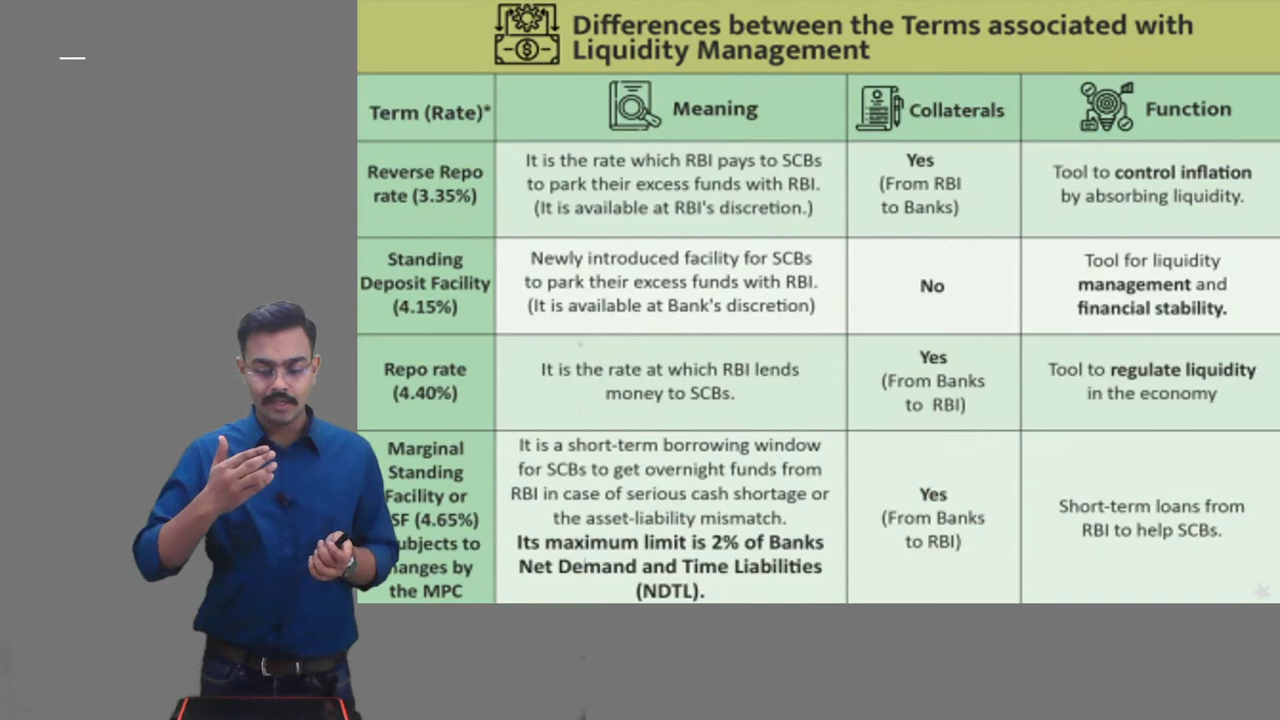 Differences between the Terms associated with
Liquidity Management
Term (Rate)*
Meaning
Collaterals
Function
Reverse Repo
rate (3.35%)
It is the rate which RBI pays to SCBs
to park their excess funds with RBI.
(It is available at RBI's discretion.)
Yes
(From RBI
to Banks)
Tool to control inflation
by absorbing liquidity.
Standing
Deposit Facility
(4.15%)
Newly introduced facility for SCBs
to park their excess funds with RBI.
(It is available at Bank's discretion)
No
Tool for liquidity
management and
financial stability.
Repo rate
(4.40%)
It is the rate at which RBI lends
money to SCBs.
Yes
(From Banks
to RBI)
Tool to regulate liquidity
in the economy
Marginal
Standing
Facility or
SF (4.65%)
ubjects to
anges by
the MPC
It is a short-term borrowing window
for SCBs to get overnight funds from
RBI in case of serious cash shortage or
the asset-liability mismatch.
Its maximum limit is 2% of Banks
Net Demand and Time Liabilities
(NDTL).
Yes
(From Banks
to RBI)
Short-term loans from
RBI to help SCBs.